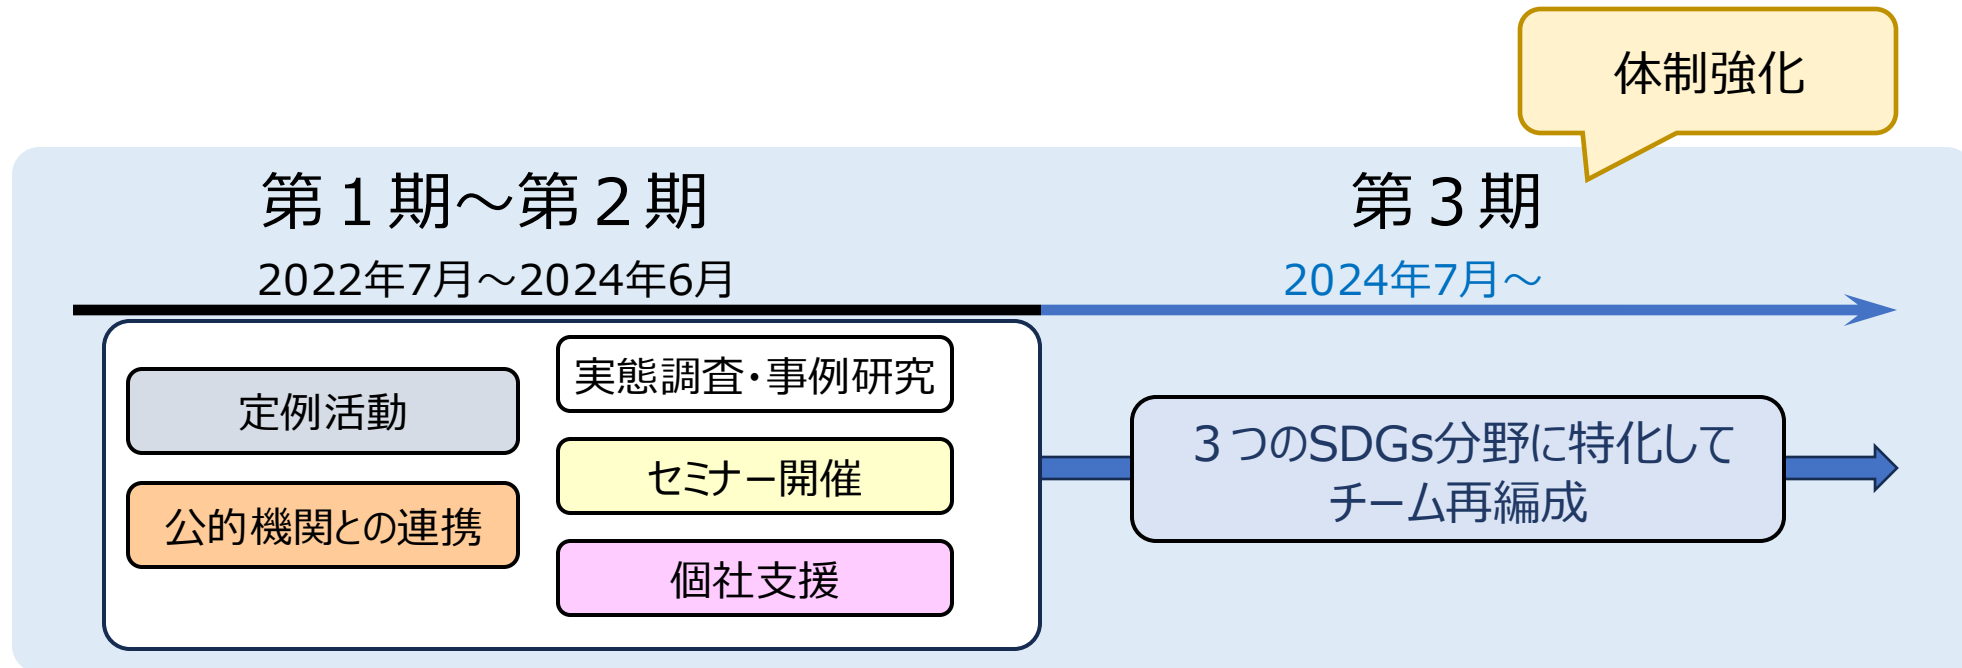 体制強化
第１期～第２期
第３期
2022年7月～2024年6月
2024年7月～
定例活動
公的機関との連携
実態調査・事例研究
セミナー開催
個社支援
３つのSDGs分野に特化して
チーム再編成